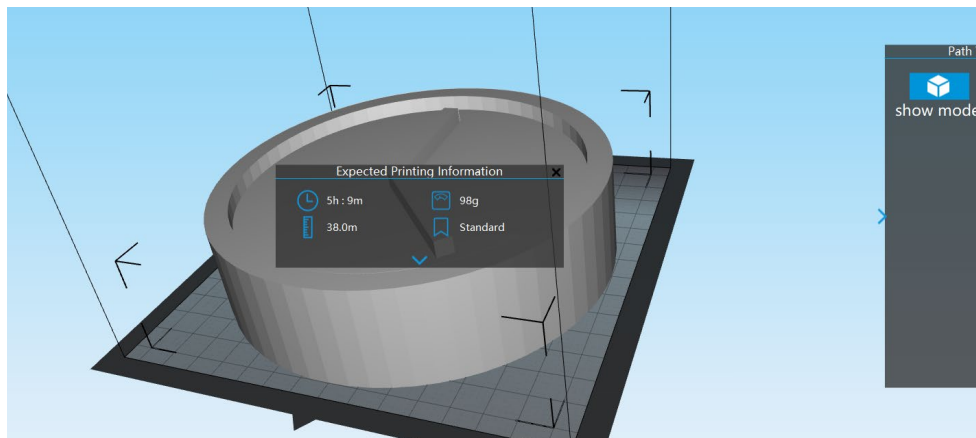 Path
show mode
Expected Printing Information
5h : 9m
98g
38.0m
Standard